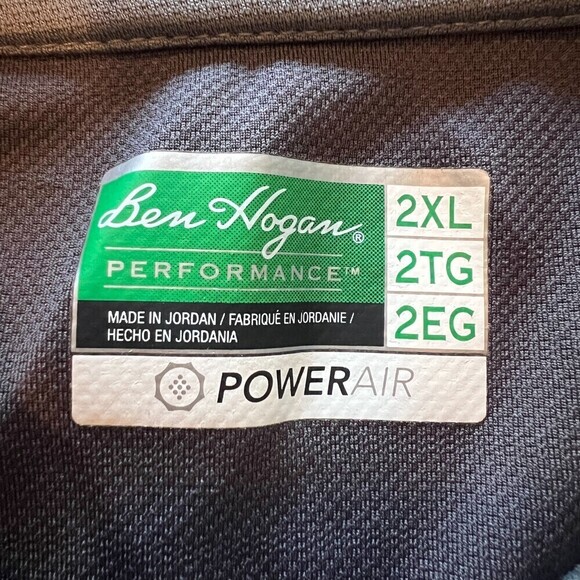 Ben Hogan®
PERFORMANCE™
MADE IN JORDAN / FABRIQUÉ EN JORDANIE /
HECHO EN JORDANIA
2XL
2TG
2EG
POWERAIR